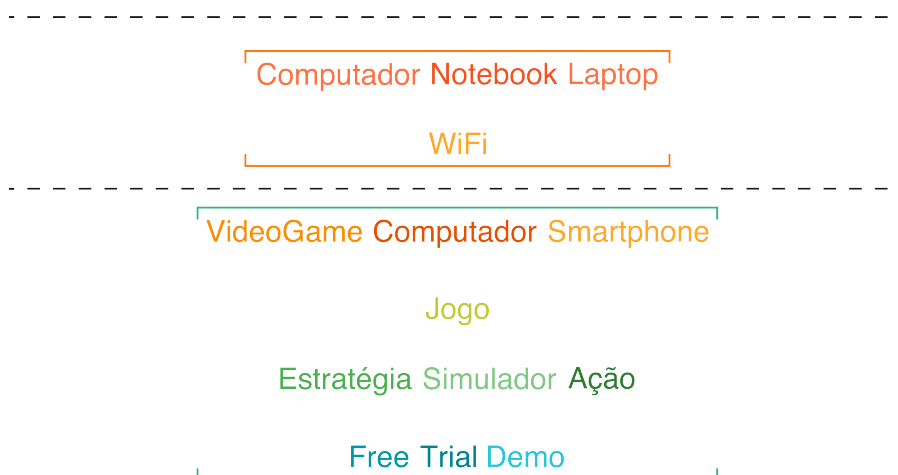 Computador Notebook Laptop
WiFi
VideoGame Computador Smartphone
Jogo
Estratégia Simulador Ação
Free Trial Demo